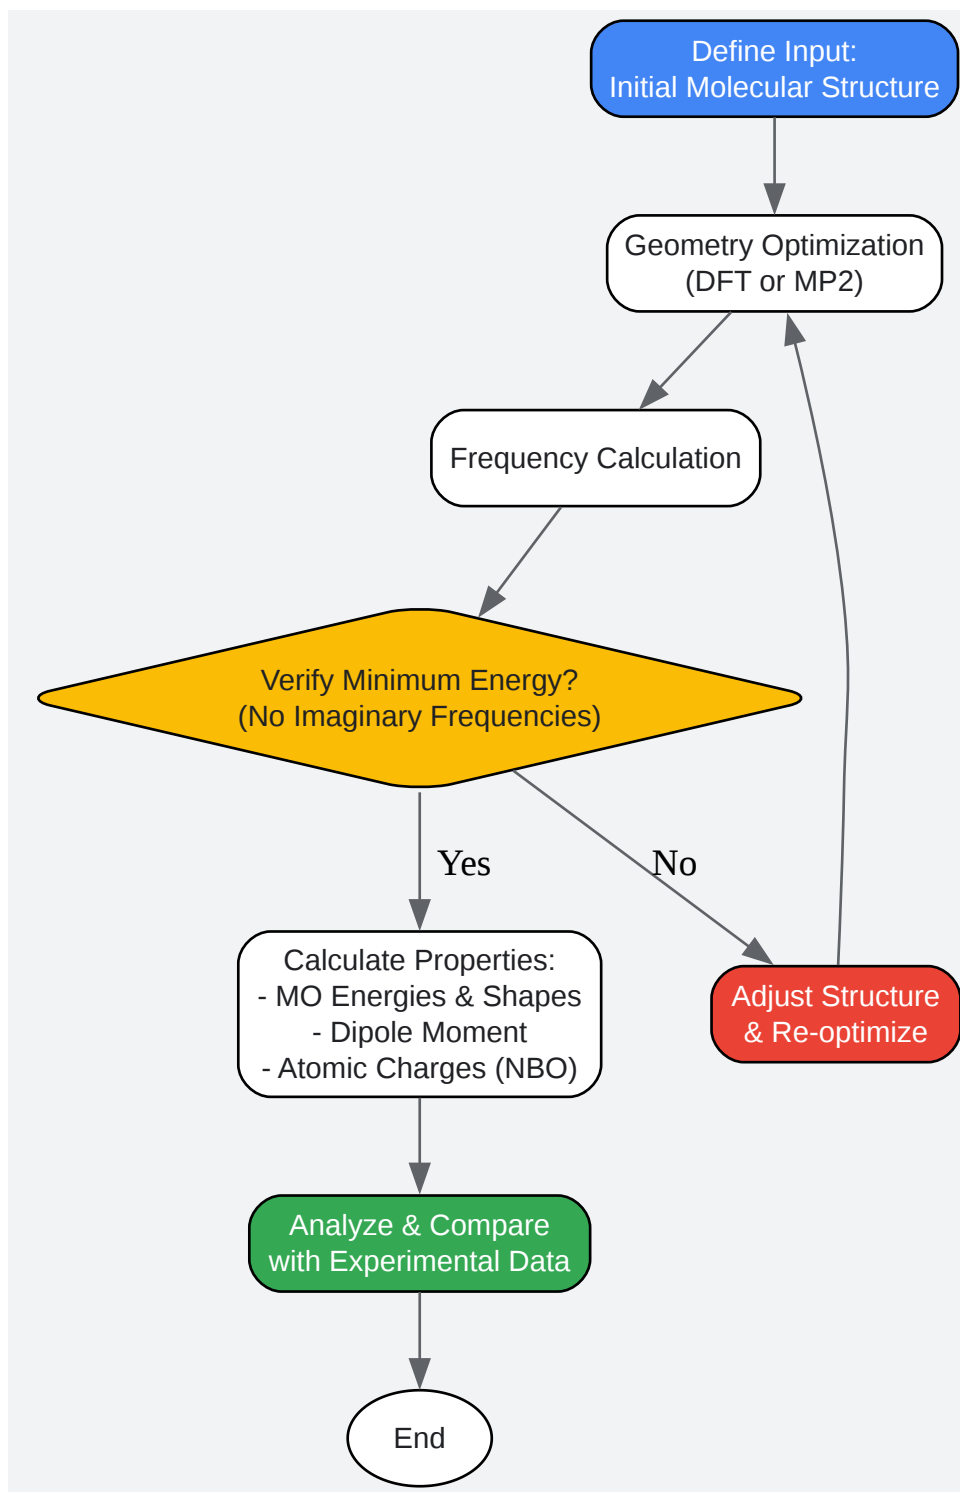 Define Input:
Initial Molecular Structure
Geometry Optimization
(DFT or MP2)
Frequency Calculation
Verify Minimum Energy?
(No Imaginary Frequencies)
Yes
No
Calculate Properties:
- MO Energies & Shapes
- Dipole Moment
- Atomic Charges (NBO)
Adjust Structure
& Re-optimize
Analyze & Compare
with Experimental Data
End